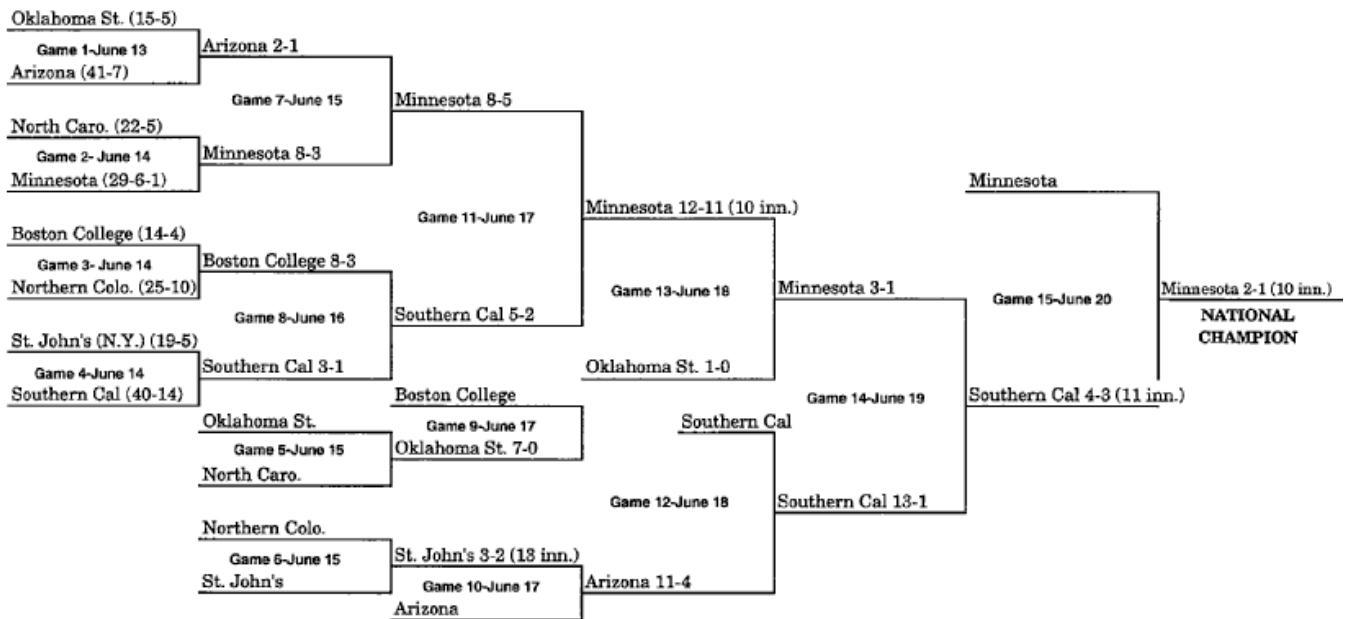 Oklahoma St. (15-5)
Game 1-June 13
Arizona (41-7)
Arizona 2-1
Game 7-June 15
North Caro. (22-5)
Game 2- June 14
Minnesota (29-6-1)
Minnesota 8-3
Minnesota 8-5
Game 11-June 17
Boston College (14-4)
Game 3- June 14
Northern Colo. (25-10)
Boston College 8-3
Game 8-June 16
St. John's (N.Y.) (19-5)
Game 4-June 14
Southern Cal (40-14)
Southern Cal 3-1
Southern Cal 5-2
Minnesota 12-11 (10 inn.)
Game 13-June 18
Oklahoma St. 1-0
Minnesota 3-1
Oklahoma St.
Game 5-June 15
North Caro.
Boston College
Game 9-June 17
Oklahoma St. 7-0
Northern Colo.
Game 6-June 15
St. John's
St. John's 3-2 (13 inn.)
Game 10-June 17
Arizona
Arizona 11-4
Southern Cal
Game 12-June 18
Southern Cal 13-1
Game 14-June 19
Minnesota
Game 15-June 20
Southern Cal 4-3 (11 inn.)
Minnesota 2-1 (10 inn.)
NATIONAL
CHAMPION